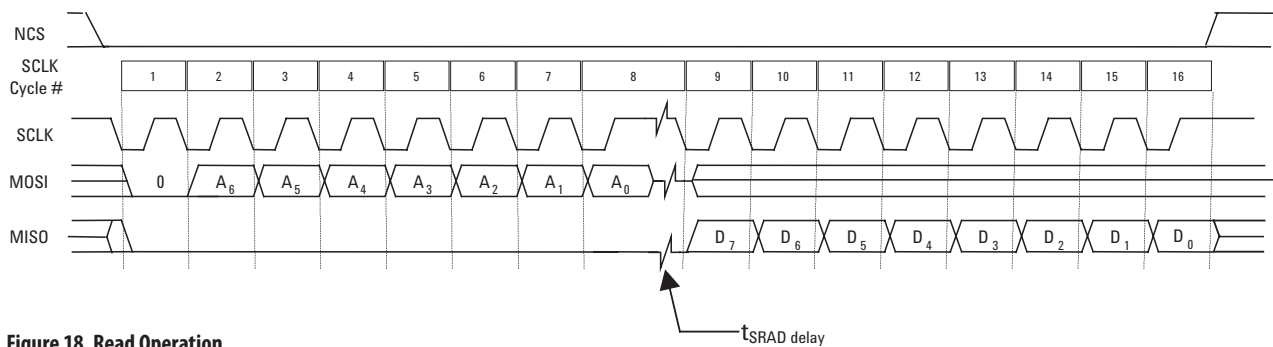 NCS
SCLK
Cycle #
1 2 3 4 5 6 7 8 9 10 11 12 13 14 15 16
SCLK
MOSI 0 A6 A5 A4 A3 A2 A1 A0
MISO D7 D6 D5 D4 D3 D2 D1 D0
tSRAD delay
Figure 18. Read Operation